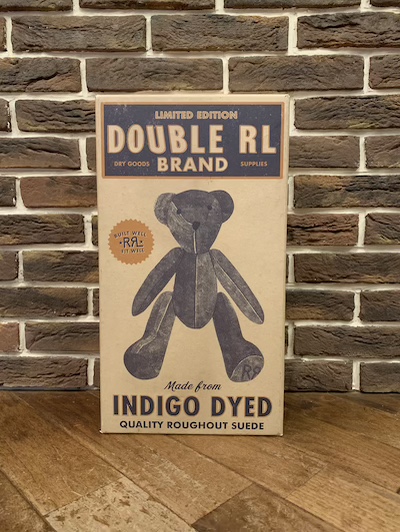 LIMITED EDITION
DOUBLE RL
DRY GOODS BRAND SUPPLIES
BUILT WELL
RRL
FIT WELL
Made from
INDIGO DYED
QUALITY ROUGHOUT SUEDE
RRL